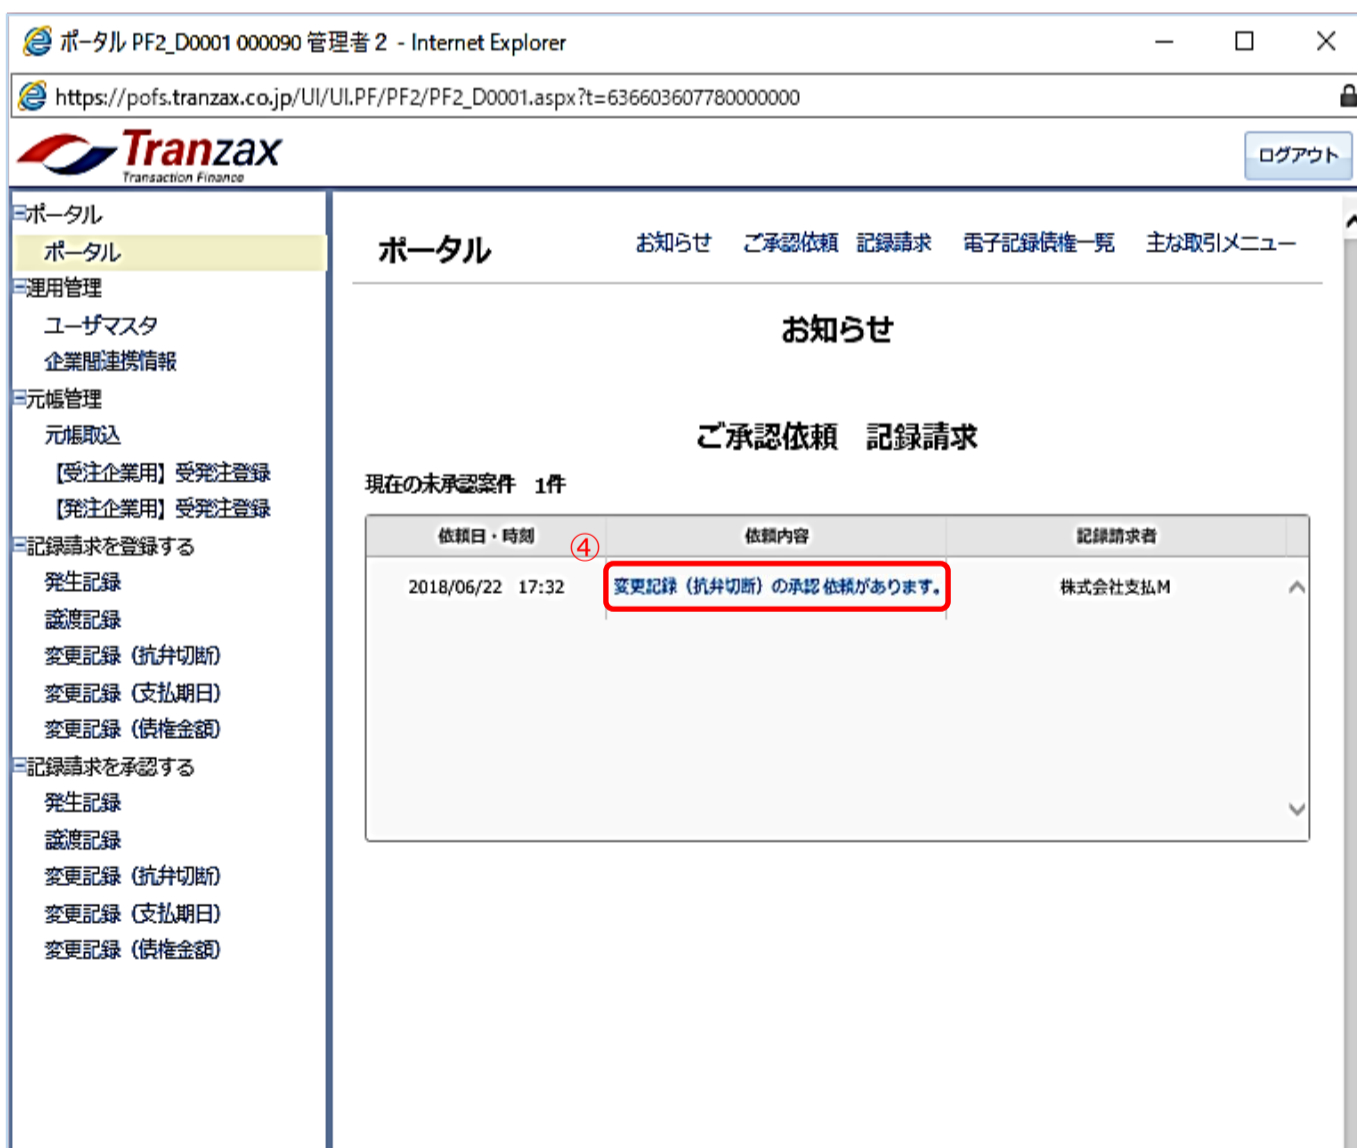 ポータル PF2_D0001 000090 管理者２ - Internet Explorer
https://pofs.tranzax.co.jp/UI/UI.PF/PF2/PF2_D0001.aspx?t=636603607780000000
Tranzax
Transaction Finance
ログアウト
ポータル
ポータル
運用管理
ユーザマスタ
企業間連携情報
元帳管理
元帳取込
【受注企業用】受発注登録
【発注企業用】受発注登録
記録請求を登録する
発生記録
譲渡記録
変更記録（抗弁切断）
変更記録（支払期日）
変更記録（債権金額）
記録請求を承認する
発生記録
譲渡記録
変更記録（抗弁切断）
変更記録（支払期日）
変更記録（債権金額）
ポータル
お知らせ ご承認依頼 記録請求 電子記録債権一覧 主な取引メニュー
お知らせ
ご承認依頼 記録請求
現在の未承認案件 1件
依頼日・時刻 依頼内容 記録請求者
④
2018/06/22 17:32 変更記録（抗弁切断）の承認依頼があります。 株式会社支払M